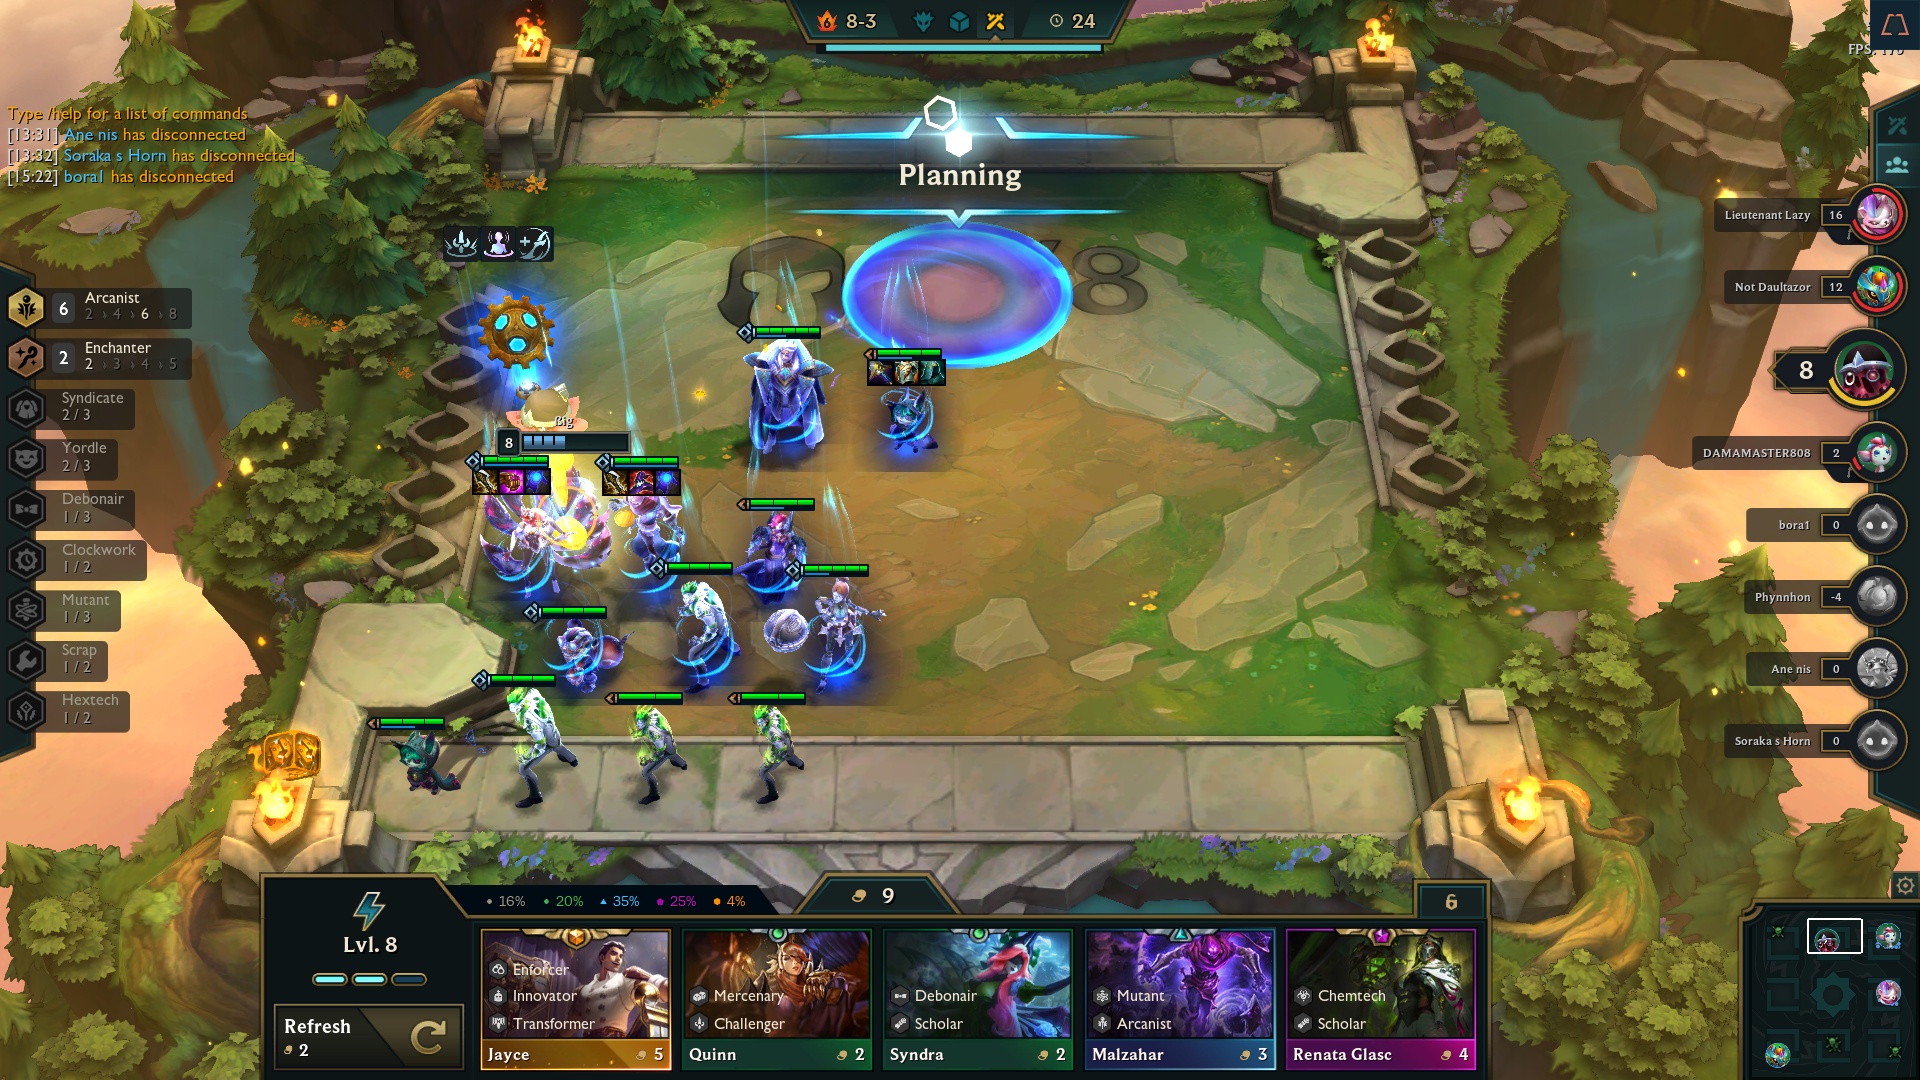 8-3
24
FPS: 176
Type /help for a list of commands
[13:31] Ane nis has disconnected
[13:32] Soraka s Horn has disconnected
[15:22] bora1 has disconnected
Planning
8
Lieutenant Lazy 16
Not Daultazor 12
8
DAMAMASTER808 2
bora1 0
Phynnhon -4
Ane nis 0
Soraka s Horn 0
6 Arcanist
2 › 4 › 6 › 8
2 Enchanter
2 › 3 › 4 › 5
Syndicate
2 / 3
Yordle
2 / 3
Debonair
1 / 3
Clockwork
1 / 2
Mutant
1 / 3
Scrap
1 / 2
Hextech
1 / 2
Big
8
16% 20% 35% 25% 4%
9
6
Lvl. 8
Refresh
2
Enforcer
Innovator
Transformer
Jayce 5
Mercenary
Challenger
Quinn 2
Debonair
Scholar
Syndra 2
Mutant
Arcanist
Malzahar 3
Chemtech
Scholar
Renata Glasc 4